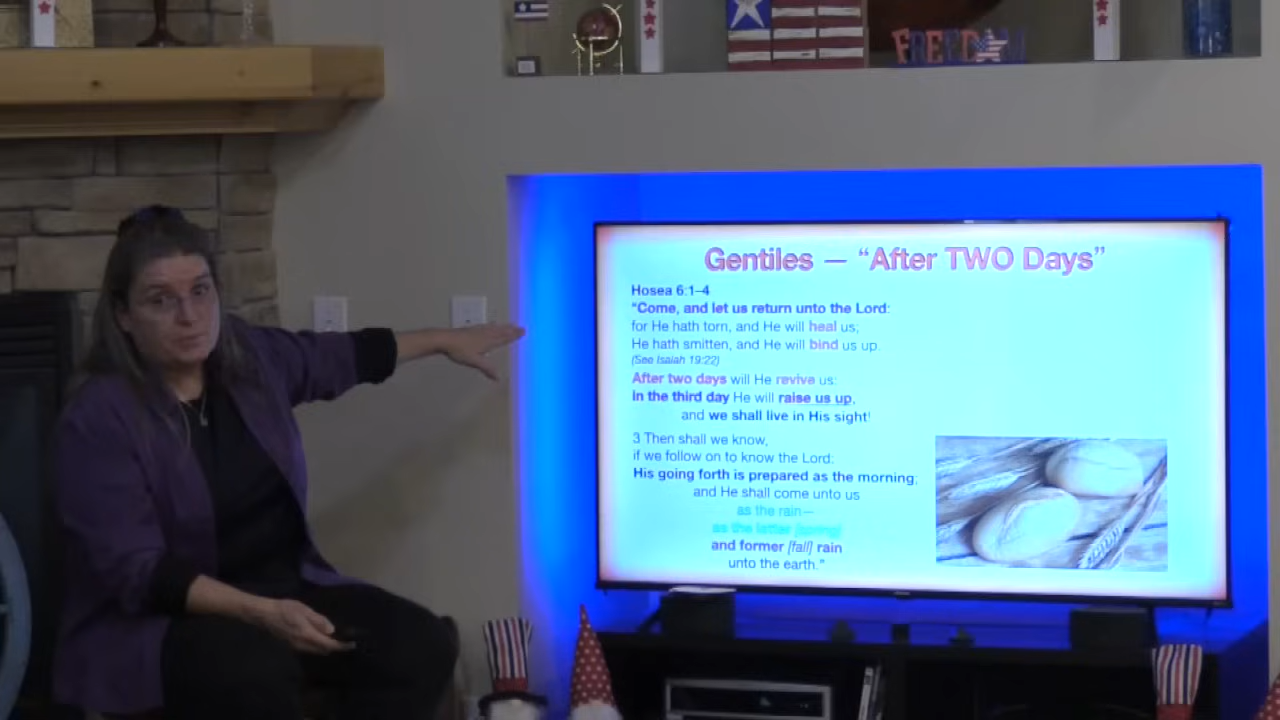 FREEDOM
Gentiles — “After TWO Days”
Hosea 6:1–4
“Come, and let us return unto the Lord:
for He hath torn, and He will heal us;
He hath smitten, and He will bind us up.
(See Isaiah 19:22)
After two days will He revive us:
in the third day He will raise us up,
and we shall live in His sight!
3 Then shall we know,
if we follow on to know the Lord:
His going forth is prepared as the morning;
and He shall come unto us
as the rain—
as the latter [spring]
and former [fall] rain
unto the earth.”